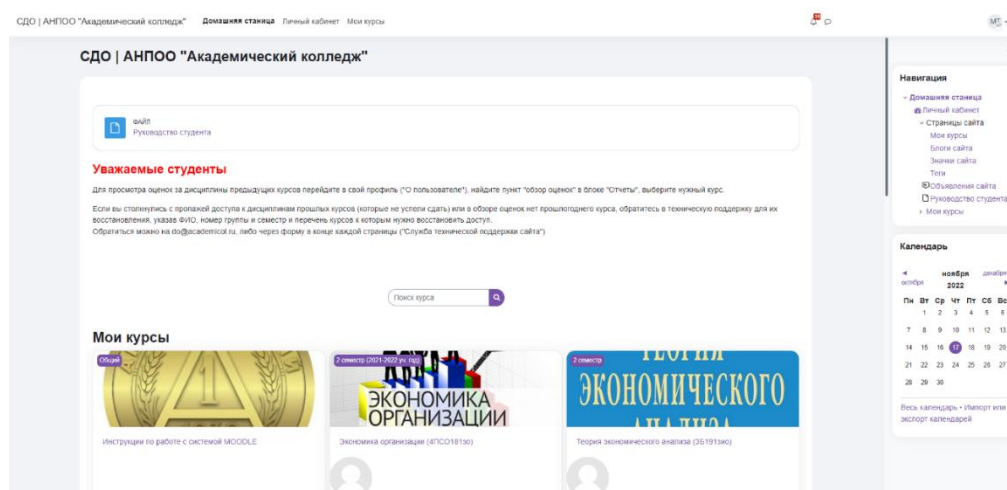 СДО | АНПОО "Академический колледж"
Домашняя станица
Личный кабинет
Мои курсы
СДО | АНПОО "Академический колледж"
ФАЙЛ
Руководство студента
Уважаемые студенты
Для просмотра оценок за дисциплины предыдущих курсов перейдите в свой профиль ("О пользователе"), найдите пункт "обзор оценок" в блоке "Отчеты", выберите нужный курс.
Если вы столкнулись с пропажей доступа к дисциплинам прошлых курсов (которые не успели сдать) или в обзоре оценок нет прошлогоднего курса, обратитесь в техническую поддержку для их
восстановления, указав ФИО, номер группы и семестр и перечень курсов к которым нужно восстановить доступ.
Обратиться можно на do@academicol.ru, либо через форму в конце каждой страницы ("Служба технической поддержки сайта")
Поиск курса
Мои курсы
Общий
1
Инструкции по работе с системой MOODLE
2 семестр (2021-2022 уч. год)
ЭКОНОМИКА
ОРГАНИЗАЦИИ
Экономика организации (4ПСО181зо)
2 семестр
ТЕОРИЯ
ЭКОНОМИЧЕСКОГО
АНАЛИЗА
Теория экономического анализа (3Б191зио)
Навигация
Домашняя станица
Личный кабинет
Страницы сайта
Мои курсы
Блоги сайта
Значки сайта
Теги
Объявления сайта
Руководство студента
Мои курсы
Календарь
◄ октября
ноября 2022
декабря ►
Пн Вт Ср Чт Пт Сб Вс
1 2 3 4 5 6
7 8 9 10 11 12 13
14 15 16 17 18 19 20
21 22 23 24 25 26 27
28 29 30
Весь календарь • Импорт или
экспорт календарей